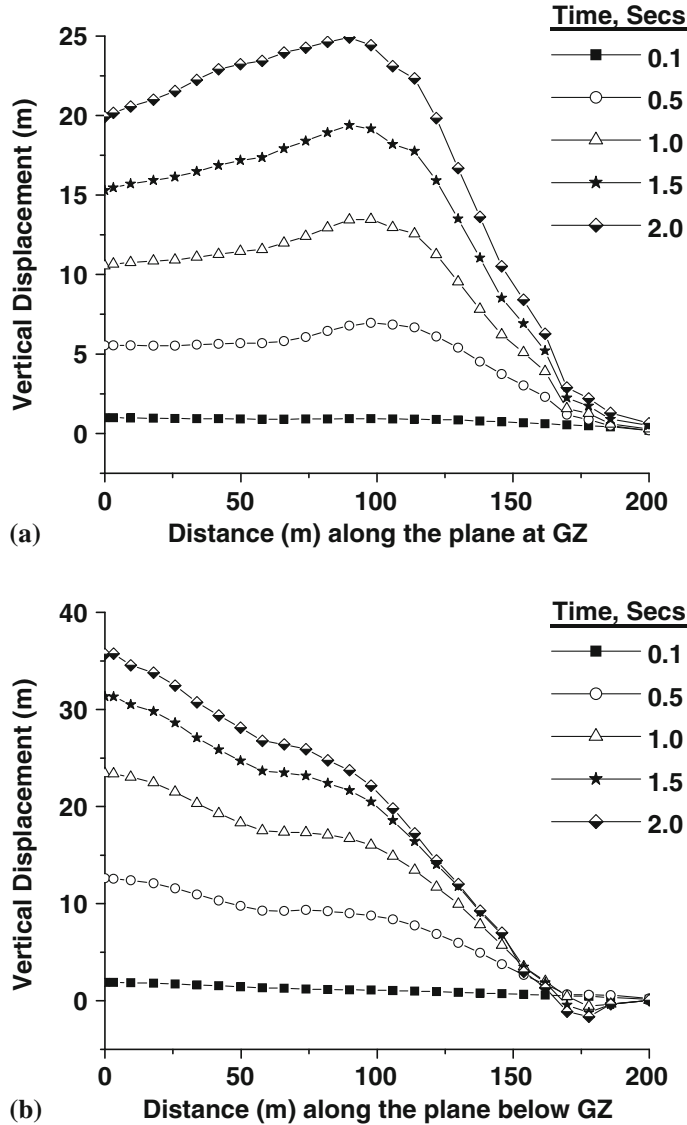 Time, Secs
0.1
0.5
1.0
1.5
2.0
25
20
15
10
5
0
Vertical Displacement (m)
0 50 100 150 200
(a) Distance (m) along the plane at GZ
Time, Secs
0.1
0.5
1.0
1.5
2.0
40
30
20
10
0
Vertical Displacement (m)
0 50 100 150 200
(b) Distance (m) along the plane below GZ